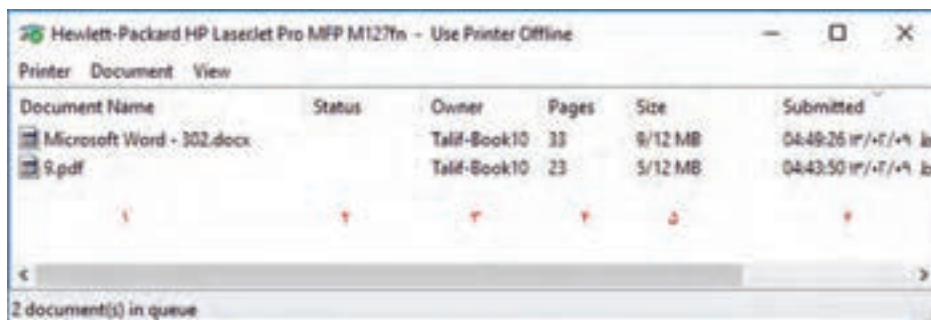 Hewlett-Packard HP LaserJet Pro MFP M127fn - Use Printer Offline
Printer Document View
Document Name Status Owner Pages Size Submitted
Microsoft Word - 302.docx Talif-Book10 33 9/12 MB 04:49:26
9.pdf Talif-Book10 23 5/12 MB 04:43:50
۱ ۲ ۳ ۴ ۵ ۶
2 document(s) in queue